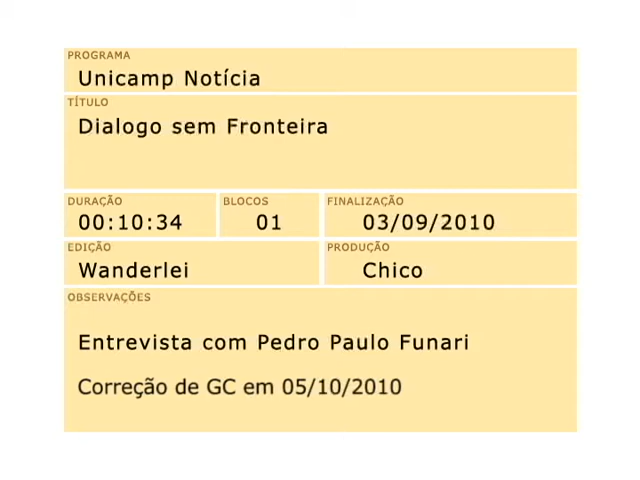 PROGRAMA
Unicamp Notícia
TÍTULO
Dialogo sem Fronteira
DURAÇÃO
00:10:34
BLOCOS
01
FINALIZAÇÃO
03/09/2010
EDIÇÃO
Wanderlei
PRODUÇÃO
Chico
OBSERVAÇÕES
Entrevista com Pedro Paulo Funari
Correção de GC em 05/10/2010